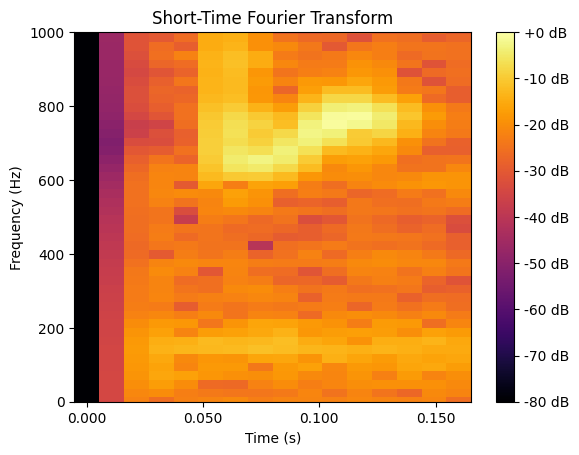 Short-Time Fourier Transform
Frequency (Hz)
1000
800
600
400
200
0
0.000
0.050
0.100
0.150
Time (s)
+0 dB
-10 dB
-20 dB
-30 dB
-40 dB
-50 dB
-60 dB
-70 dB
-80 dB